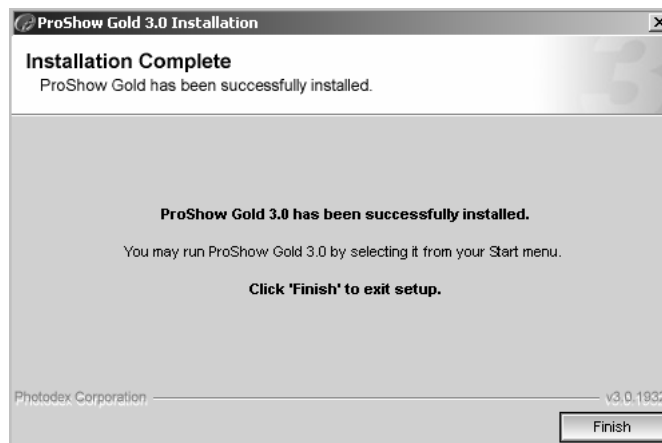 ProShow Gold 3.0 Installation
Installation Complete
ProShow Gold has been successfully installed.
ProShow Gold 3.0 has been successfully installed.
You may run ProShow Gold 3.0 by selecting it from your Start menu.
Click 'Finish' to exit setup.
Photodex Corporation v3.0.1932
Finish